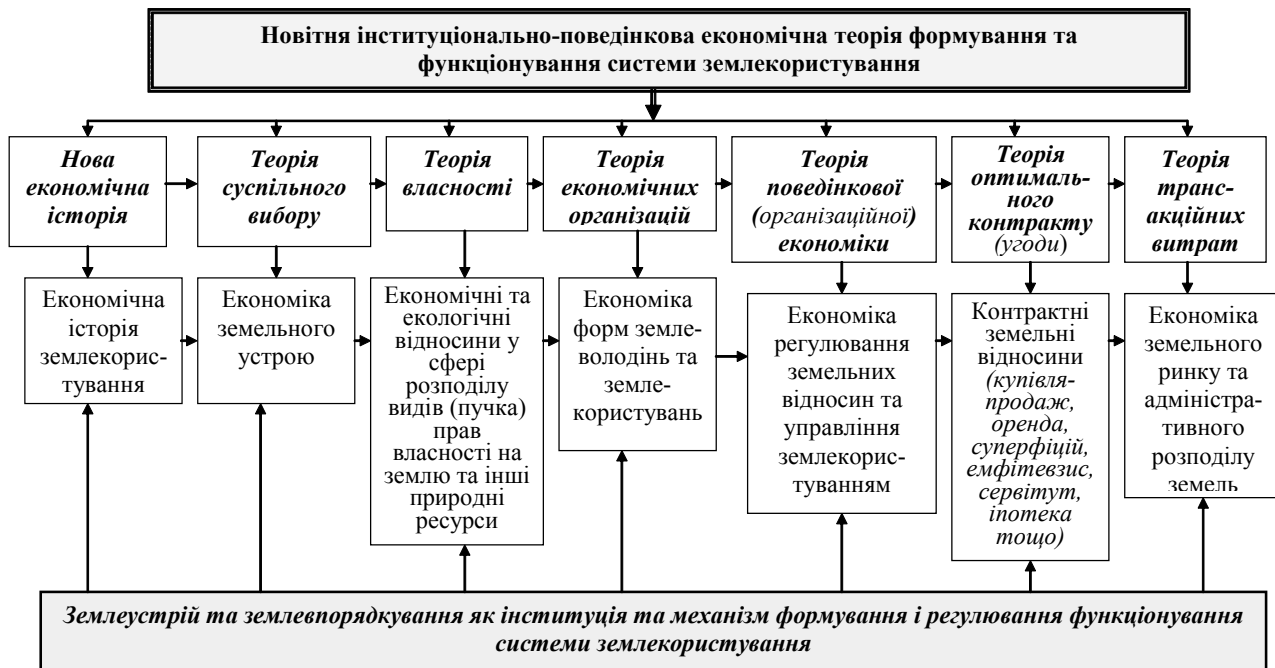 Новітня інституціонально-поведінкова економічна теорія формування та
функціонування системи землекористування
Нова
економічна
історія
Теорія
суспільного
вибору
Теорія
власності
Теорія
економічних
організацій
Теорія
поведінкової
(організаційної)
економіки
Теорія
оптималь-
ного
контракту
(угоди)
Теорія
транс-
акційних
витрат
Економічна
історія
землекорис-
тування
Економіка
земельного
устрою
Економічні та
екологічні
відносини у
сфері
розподілу
видів (пучка)
прав
власності на
землю та інші
природні
ресурси
Економіка
форм земле-
володінь та
земле-
користувань
Економіка
регулювання
земельних
відносин та
управління
землекорис-
туванням
Контрактні
земельні
відносини
(купівля-
продаж,
оренда,
суперфіцій,
емфітевзис,
сервітут,
іпотека
тощо)
Економіка
земельного
ринку та
адміністра-
тивного
розподілу
земель
Землеустрій та землевпорядкування як інституція та механізм формування і регулювання функціонування
системи землекористування